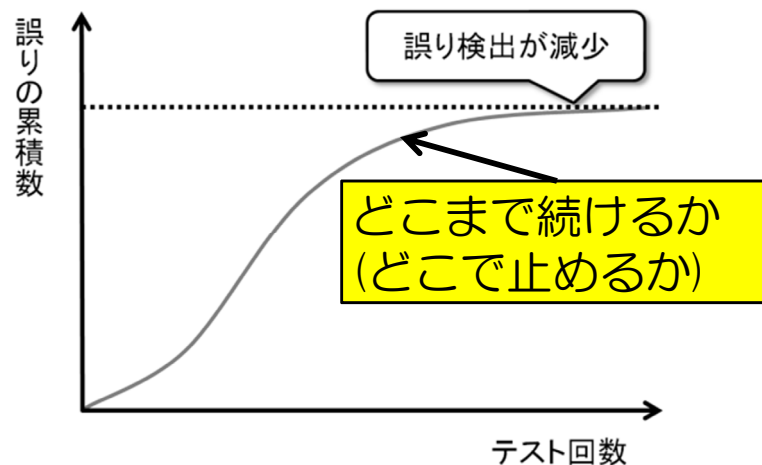 誤りの累積数
誤り検出が減少
どこまで続けるか
(どこで止めるか)
テスト回数